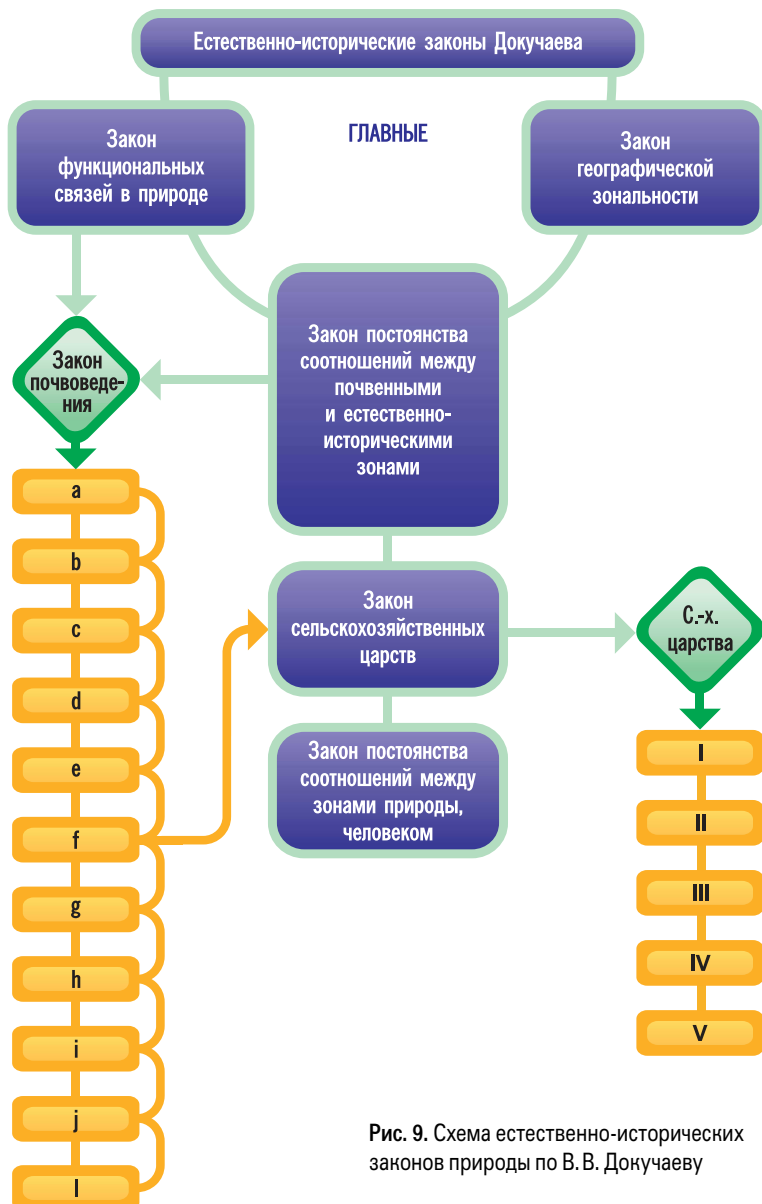 Естественно-исторические законы Докучаева
ГЛАВНЫЕ
Закон
функциональных
связей в природе
Закон
географической
зональности
Закон постоянства
соотношений между
почвенными
и естественно-
историческими
зонами
Закон
почвоведе-
ния
a
b
c
d
e
f
g
h
i
j
l
Закон
сельскохозяйственных
царств
Закон постоянства
соотношений между
зонами природы,
человеком
С.-х.
царства
I
II
III
IV
V
Рис. 9. Схема естественно-исторических
законов природы по В. В. Докучаеву